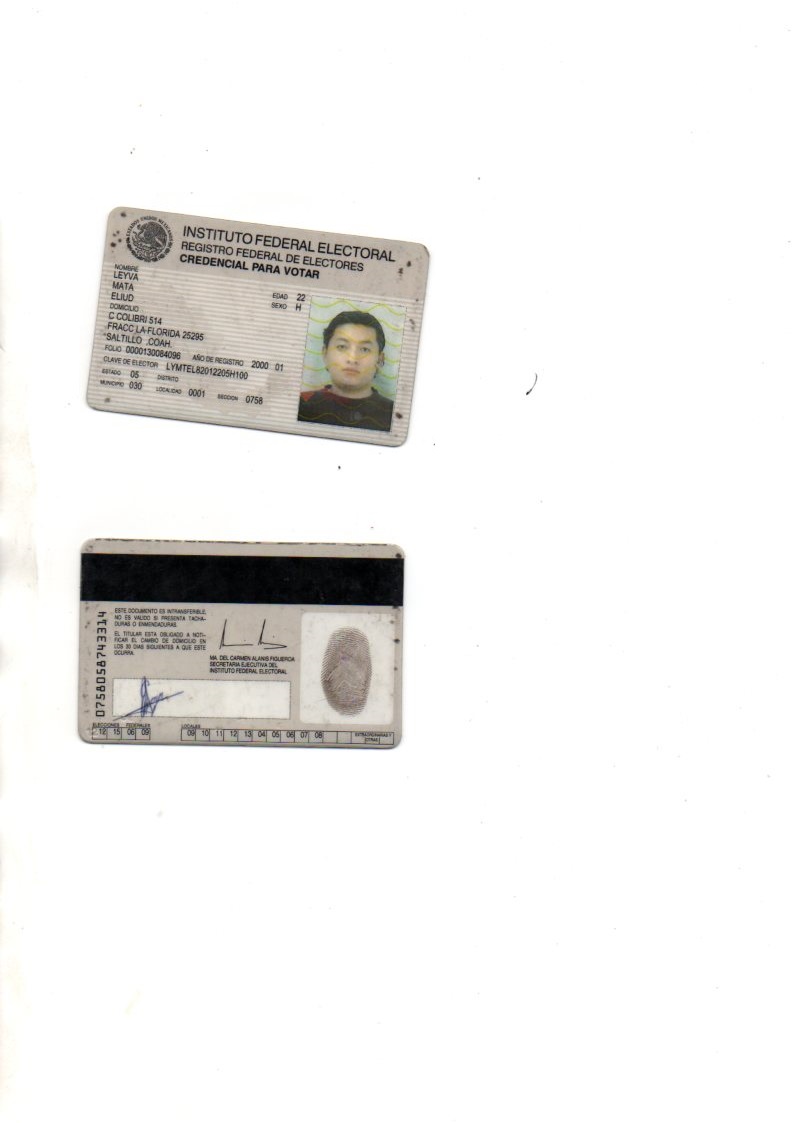 ESTADOS UNIDOS MEXICANOS
INSTITUTO FEDERAL ELECTORAL
REGISTRO FEDERAL DE ELECTORES
CREDENCIAL PARA VOTAR
NOMBRE
LEYVA
MATA
ELIUD
EDAD 22
SEXO H
DOMICILIO
C COLIBRI 514
FRACC LA FLORIDA 25295
SALTILLO ,COAH.
FOLIO 0000130084096 AÑO DE REGISTRO 2000 01
CLAVE DE ELECTOR LYMTEL82012205H100
ESTADO 05 DISTRITO
MUNICIPIO 030 LOCALIDAD 0001 SECCION 0758
0758058743314
ESTE DOCUMENTO ES INTRANSFERIBLE,
NO ES VALIDO SI PRESENTA TACHA-
DURAS O ENMENDADURAS.
EL TITULAR ESTA OBLIGADO A NOTI-
FICAR EL CAMBIO DE DOMICILIO EN
LOS 30 DIAS SIGUIENTES A QUE ESTE
OCURRA.
MA. DEL CARMEN ALANIS FIGUEROA
SECRETARIA EJECUTIVA DEL
INSTITUTO FEDERAL ELECTORAL
ELECCIONES FEDERALES
12 15 06 09
LOCALES
09 10 11 12 13 04 05 06 07 08
EXTRAORDINARIAS Y
OTRAS